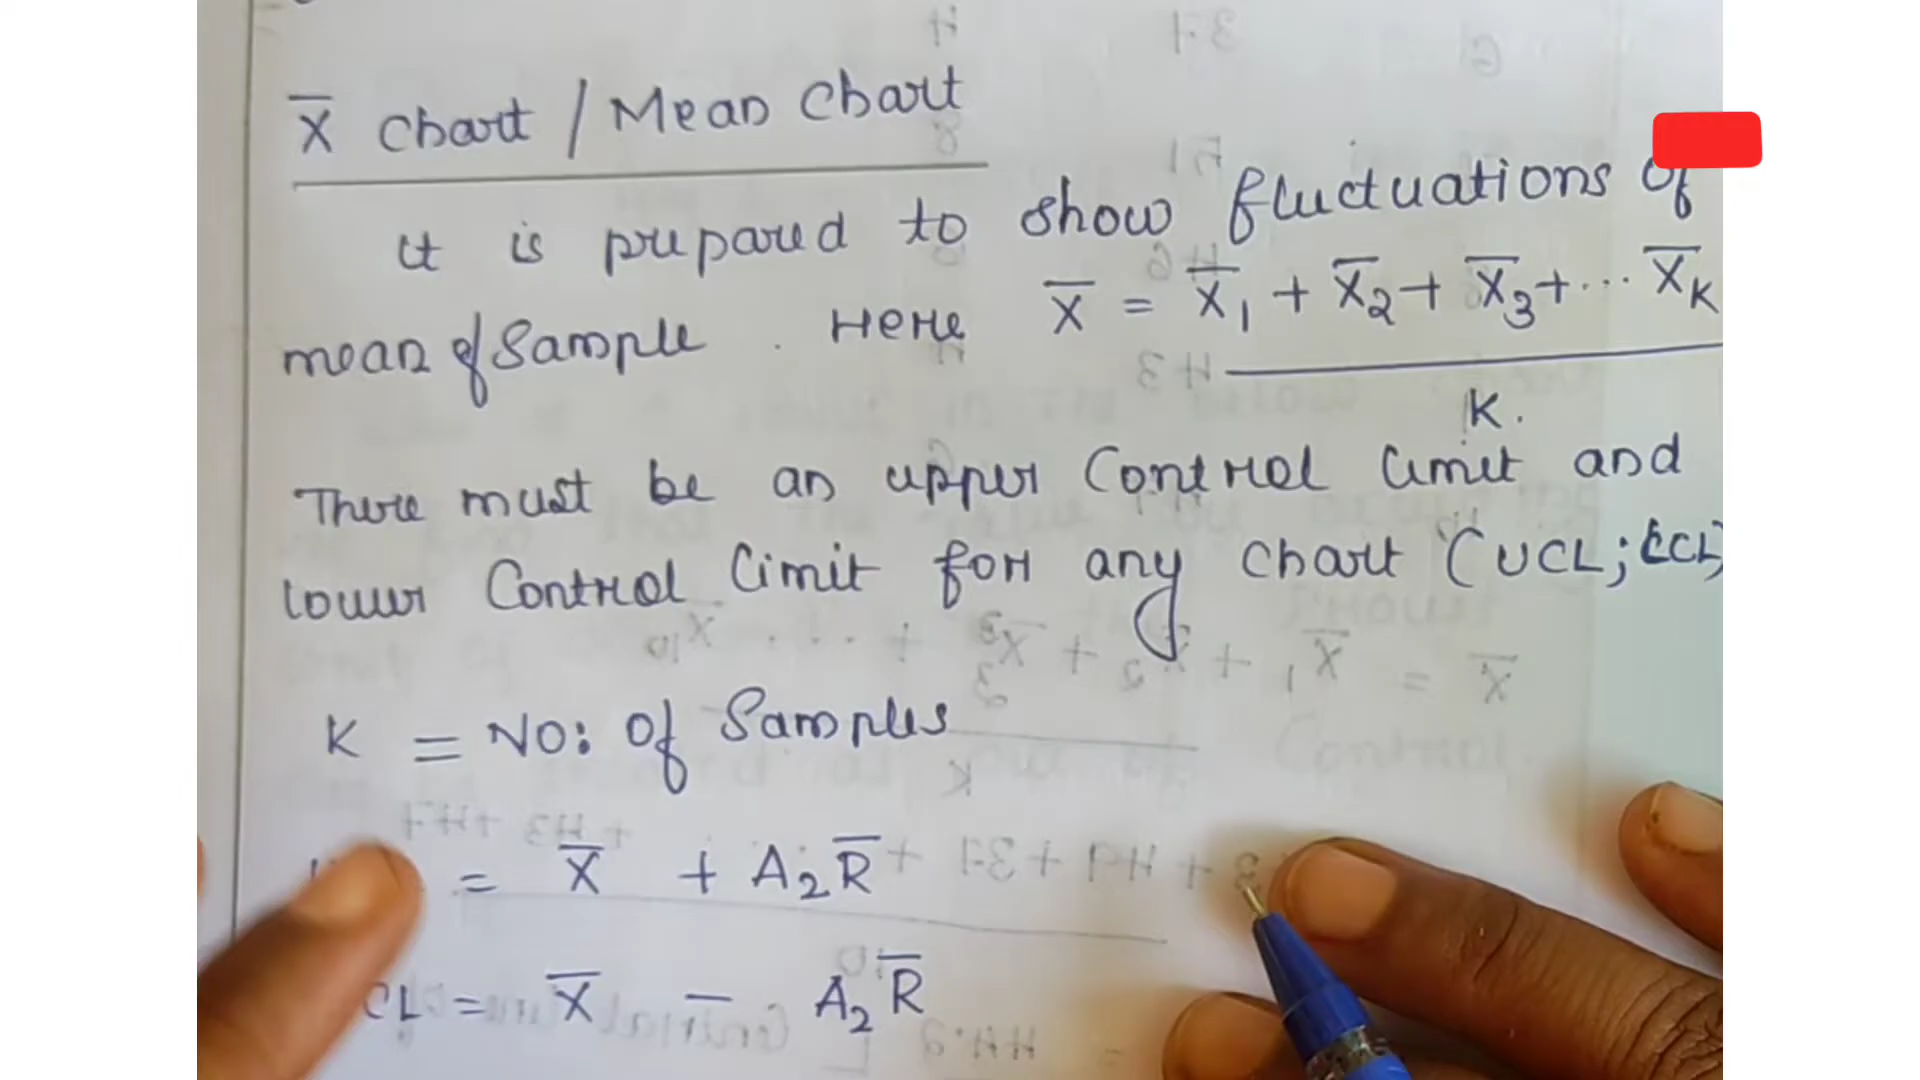 X̅ Chart / Mean Chart
It is prepared to show fluctuations of
mean of Sample . Here X̅ = X̅₁ + X̅₂ + X̅₃ + ... X̅K
K.
There must be an upper Control limit and
lower Control limit for any chart (UCL; LCL)
K = No: of Samples
= X̅ + A₂R̅
CL = X̅ − A₂R̅